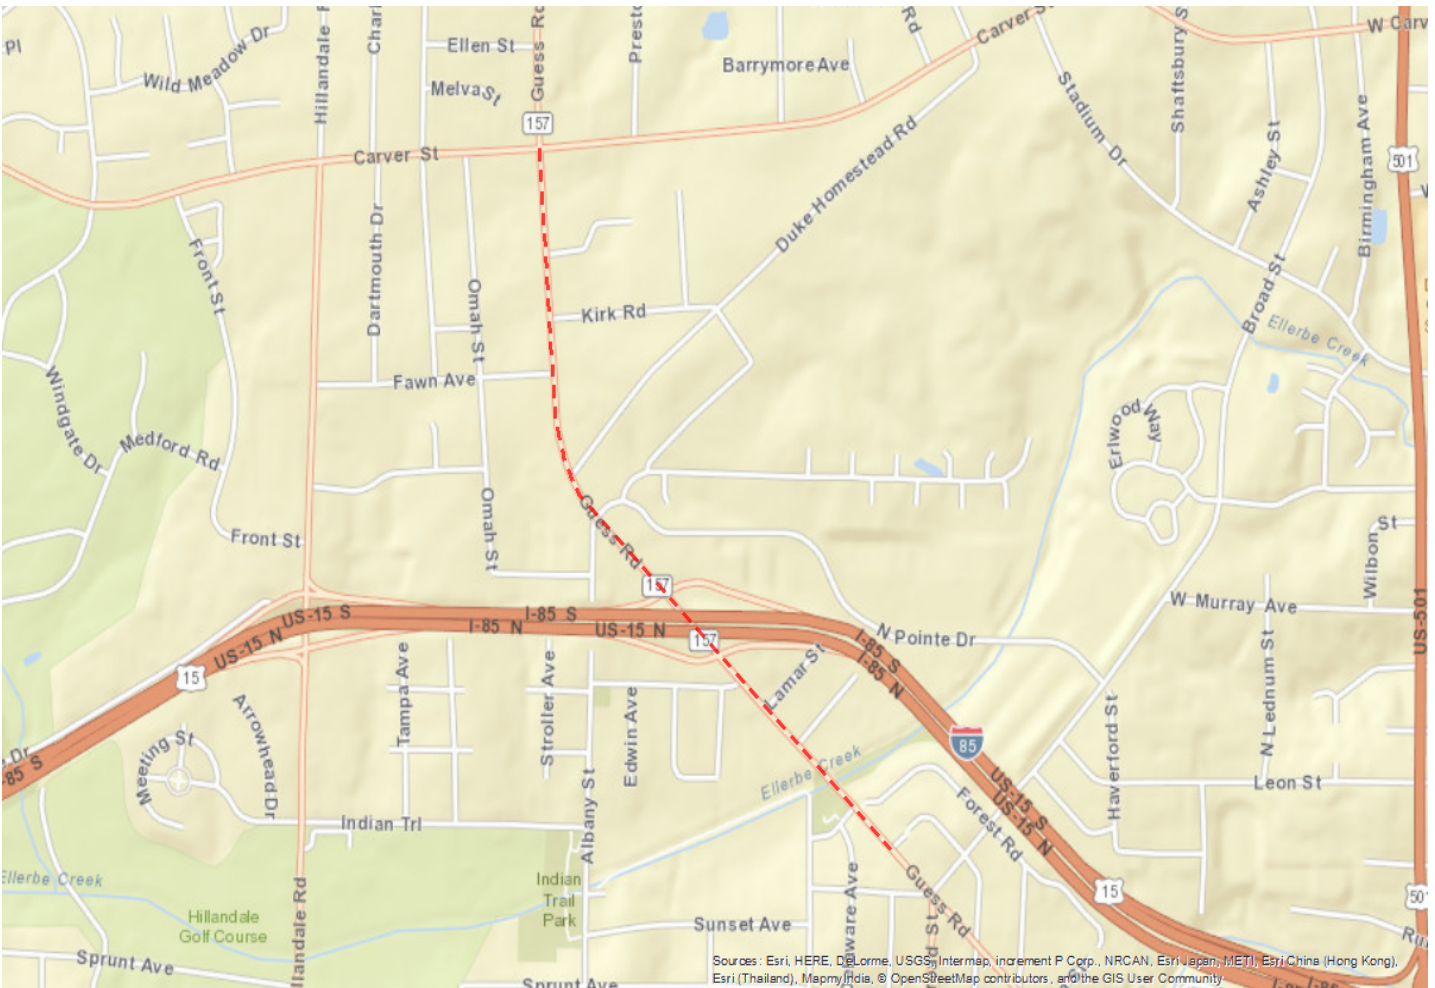 Pl
Wild Meadow Dr
Hillandale
Ellen St
Melva St
Guess Rd
157
Barrymore Ave
Rd
Carver St
Stadium Dr
Shaftsbury S
W Carv
501
Carver St
Duke Homestead Rd
Ashley St
Birmingham Ave
Front St
Dartmouth Dr
Omah St
Kirk Rd
Broad St
Ellerbe Creek
Fawn Ave
Windgate Dr
Medford Rd
Erlwood Way
Omah St
Guess Rd
Front St
Wilbon St
157
W Murray Ave
US-15 S
I-85 S
US-15 N
I-85 N
US-15 N
157
I-85 S
I-85 N
N Pointe Dr
US-501
15
Lamar St
N Lednum St
Tampa Ave
Stroller Ave
Edwin Ave
Arrowhead Dr
Meeting St
Haverford St
85
Dr
-85 S
Ellerbe Creek
US-15 S
US-15 N
Leon St
Forest Rd
Indian Trl
Albany St
Ellerbe Creek
Indian
Trail
Park
15
501
Guess Rd
Hillandale
Golf Course
Sunset Ave
Sprunt Ave
Sprunt Ave
Sources: Esri, HERE, DeLorme, USGS, Intermap, increment P Corp., NRCAN, Esri Japan, METI, Esri China (Hong Kong),
Esri (Thailand), MapmyIndia, © OpenStreetMap contributors, and the GIS User Community